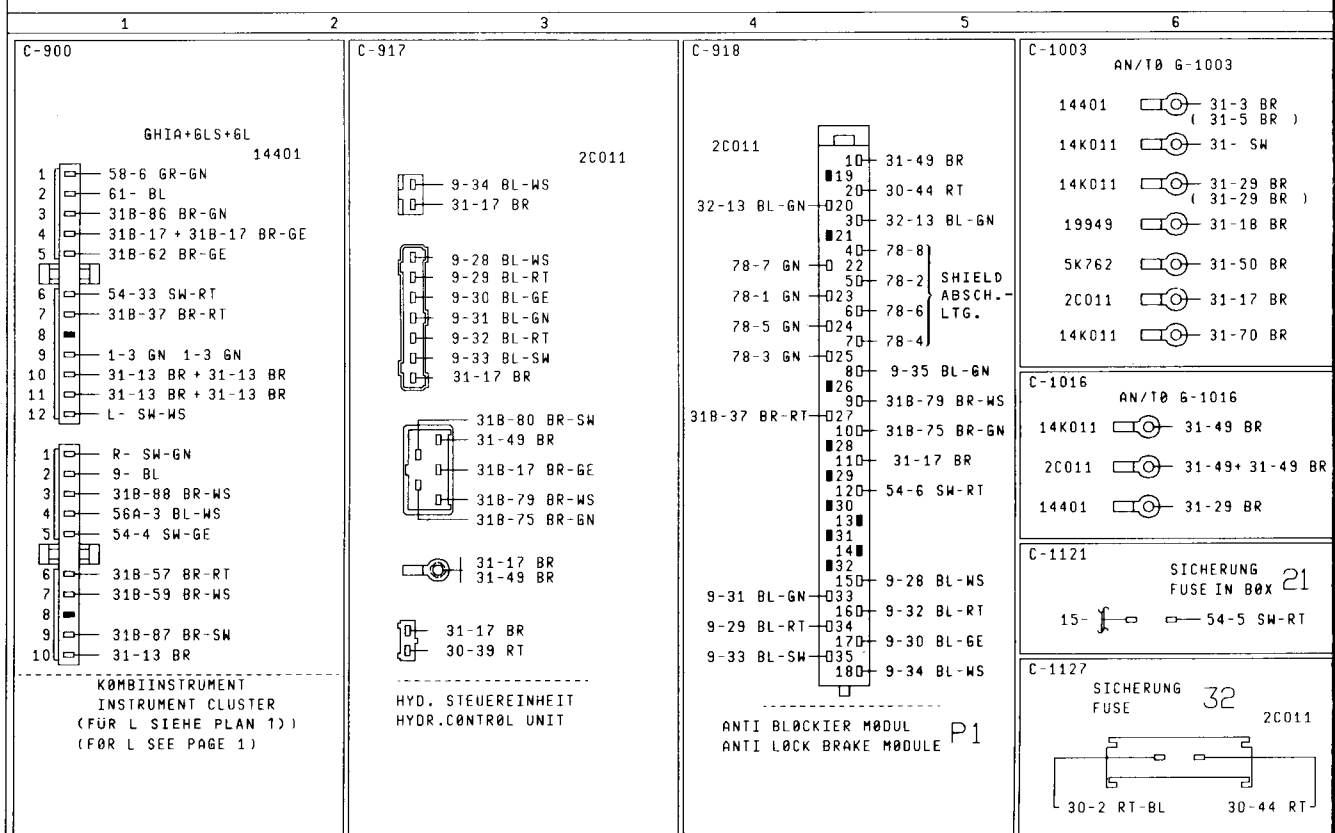 1 2 3 4 5 6
C-900
GHIA+GLS+GL
14401
1 58-6 GR-GN
2 61- BL
3 31B-86 BR-GN
4 31B-17 + 31B-17 BR-GE
5 31B-62 BR-GE
6 54-33 SW-RT
7 31B-37 BR-RT
8
9 1-3 GN 1-3 GN
10 31-13 BR + 31-13 BR
11 31-13 BR + 31-13 BR
12 L- SW-WS
1 R- SW-GN
2 9- BL
3 31B-88 BR-WS
4 56A-3 BL-WS
5 54-4 SW-GE
6 31B-57 BR-RT
7 31B-59 BR-WS
8
9 31B-87 BR-SW
10 31-13 BR
KØMBIINSTRUMENT
INSTRUMENT CLUSTER
(FÜR L SIEHE PLAN 1))
(FØR L SEE PAGE 1)
C-917
2C011
9-34 BL-WS
31-17 BR
9-28 BL-WS
9-29 BL-RT
9-30 BL-GE
9-31 BL-GN
9-32 BL-RT
9-33 BL-SW
31-17 BR
31B-80 BR-SW
31-49 BR
31B-17 BR-GE
31B-79 BR-WS
31B-75 BR-GN
31-17 BR
31-49 BR
31-17 BR
30-39 RT
HYD. STEUEREINHEIT
HYDR.CØNTRØL UNIT
C-918
2C011
1 31-49 BR
19
2 30-44 RT
32-13 BL-GN 20
3 32-13 BL-GN
21
4 78-8
78-7 GN 22
5 78-2
78-1 GN 23
6 78-6
78-5 GN 24
7 78-4
78-3 GN 25
SHIELD
ABSCH.-
LTG.
8 9-35 BL-GN
26
9 31B-79 BR-WS
31B-37 BR-RT 27
10 31B-75 BR-GN
28
11 31-17 BR
29
12 54-6 SW-RT
30
13
31
14
32
15 9-28 BL-WS
9-31 BL-GN 33
16 9-32 BL-RT
9-29 BL-RT 34
17 9-30 BL-GE
9-33 BL-SW 35
18 9-34 BL-WS
ANTI BLØCKIER MØDUL
ANTI LØCK BRAKE MØDULE P1
C-1003
AN/TØ G-1003
14401 31-3 BR
( 31-5 BR )
14K011 31- SW
14K011 31-29 BR
( 31-29 BR )
19949 31-18 BR
5K762 31-50 BR
2C011 31-17 BR
14K011 31-70 BR
C-1016
AN/TØ G-1016
14K011 31-49 BR
2C011 31-49+ 31-49 BR
14401 31-29 BR
C-1121
SICHERUNG
FUSE IN BØX 21
15- 54-5 SW-RT
C-1127
SICHERUNG
FUSE 32
2C011
30-2 RT-BL 30-44 RT